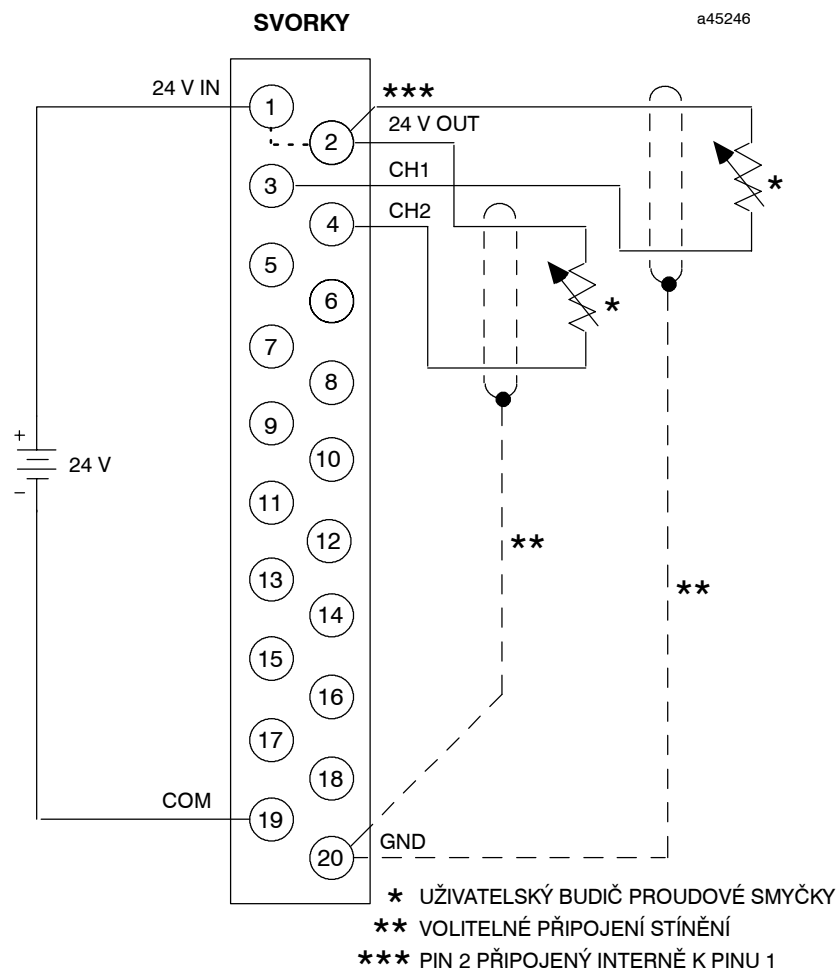 SVORKY
a45246
24 V IN
1
***
2
24 V OUT
3
CH1
4
CH2
*
5
6
*
7
8
9
10
+
24 V
−
11
12
**
13
**
14
15
16
17
18
COM
19
20
GND
* UŽIVATELSKÝ BUDIČ PROUDOVÉ SMYČKY
** VOLITELNÉ PŘIPOJENÍ STÍNĚNÍ
*** PIN 2 PŘIPOJENÝ INTERNĚ K PINU 1